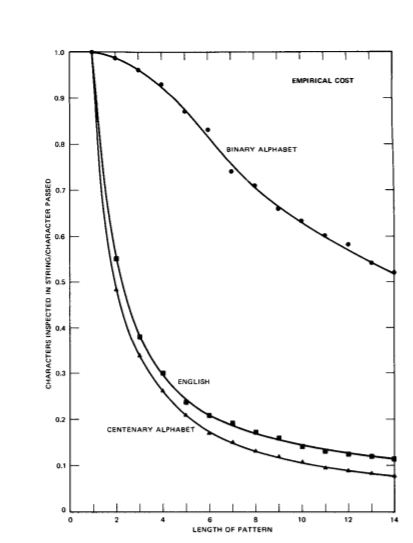 1.0
EMPIRICAL COST
0.9
BINARY ALPHABET
0.8
0.7
CHARACTERS INSPECTED IN STRING/CHARACTER PASSED
0.6
0.5
0.4
0.3
ENGLISH
0.2
CENTENARY ALPHABET
0.1
0
0 2 4 6 8 10 12 14
LENGTH OF PATTERN